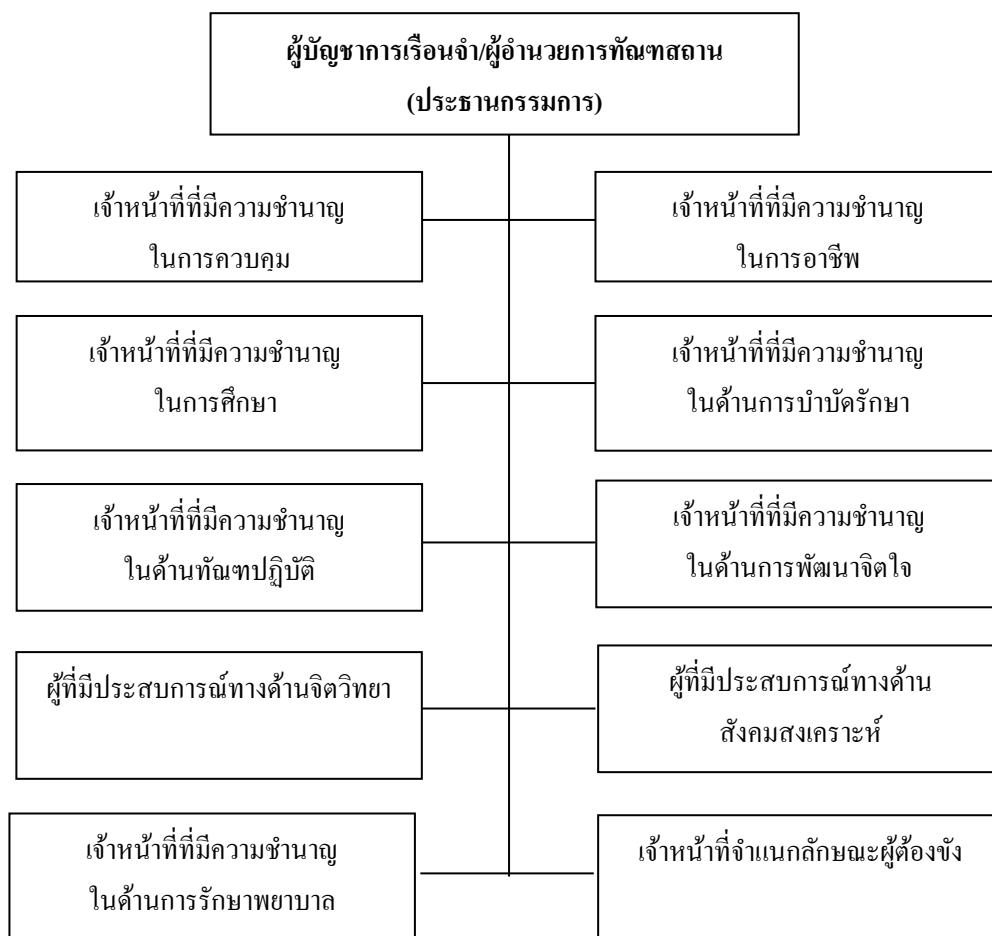 ผู้บัญชาการเรือนจำ/ผู้อำนวยการทัณฑสถาน
(ประธานกรรมการ)
เจ้าหน้าที่ที่มีความชำนาญ
ในการควบคุม
เจ้าหน้าที่ที่มีความชำนาญ
ในการอาชีพ
เจ้าหน้าที่ที่มีความชำนาญ
ในการศึกษา
เจ้าหน้าที่ที่มีความชำนาญ
ในด้านการบำบัดรักษา
เจ้าหน้าที่ที่มีความชำนาญ
ในด้านทัณฑปฏิบัติ
เจ้าหน้าที่ที่มีความชำนาญ
ในด้านการพัฒนาจิตใจ
ผู้ที่มีประสบการณ์ทางด้านจิตวิทยา
ผู้ที่มีประสบการณ์ทางด้าน
สังคมสงเคราะห์
เจ้าหน้าที่ที่มีความชำนาญ
ในด้านการรักษาพยาบาล
เจ้าหน้าที่จำแนกลักษณะผู้ต้องขัง